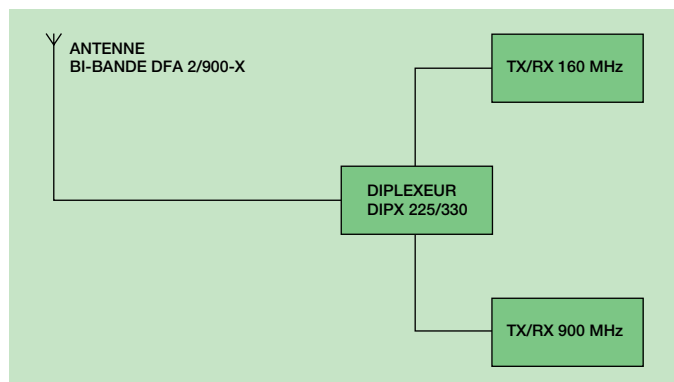 ANTENNE
BI-BANDE DFA 2/900-X
TX/RX 160 MHz
DIPLEXEUR
DIPX 225/330
TX/RX 900 MHz